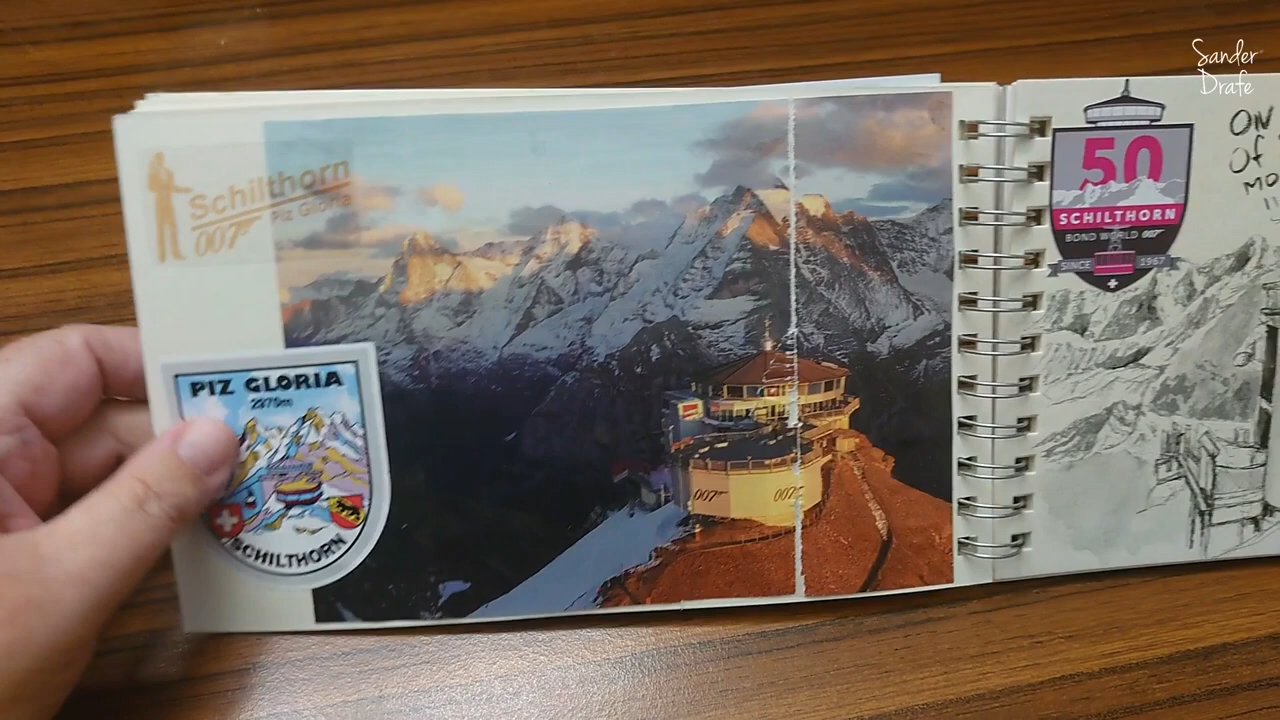 Sander
Drafe
Schilthorn
Piz Gloria
007
PIZ GLORIA
2970m
SCHILTHORN
007
007
50
SCHILTHORN
BOND WORLD 007
SINCE 1967
ON
Of
MO